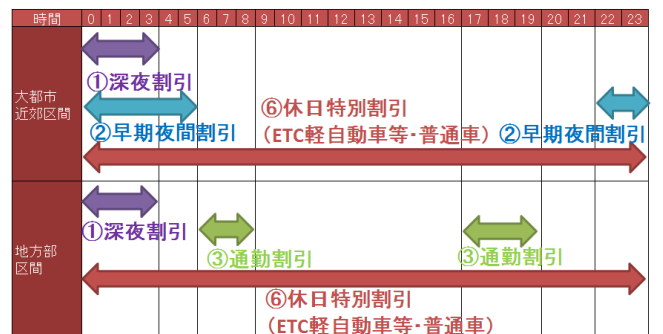 時間 0 1 2 3 4 5 6 7 8 9 10 11 12 13 14 15 16 17 18 19 20 21 22 23
大都市
近郊区間
①深夜割引
②早期夜間割引
⑥休日特別割引
（ETC軽自動車等・普通車）
②早期夜間割引
地方部
区間
①深夜割引
③通勤割引
③通勤割引
⑥休日特別割引
（ETC軽自動車等・普通車）